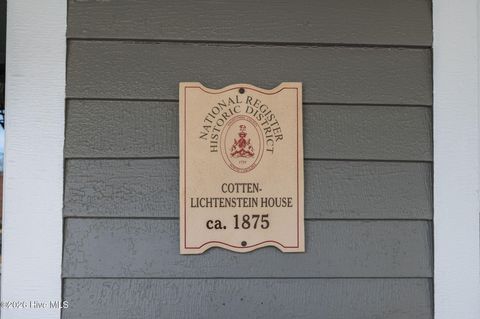 NATIONAL REGISTER
HISTORIC DISTRICT
COTTEN-
LICHTENSTEIN HOUSE
ca. 1875
©2026 Hive MLS